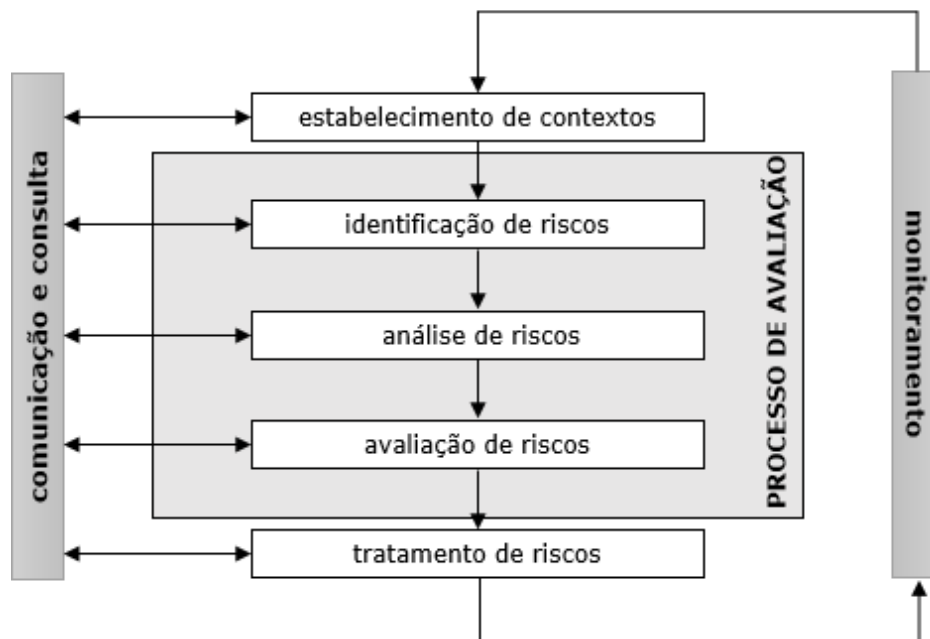 estabelecimento de contextos
identificação de riscos
análise de riscos
avaliação de riscos
tratamento de riscos
comunicação e consulta
PROCESSO DE AVALIAÇÃO
monitoramento